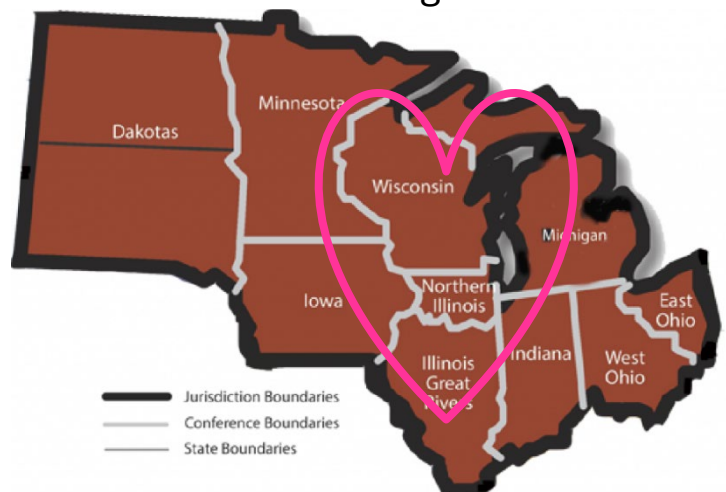 Minnesota
Dakotas
Wisconsin
Michigan
Northern
Illinois
Iowa
East
Ohio
Indiana
West
Ohio
Illinois
Great
Rivers
Jurisdiction Boundaries
Conference Boundaries
State Boundaries